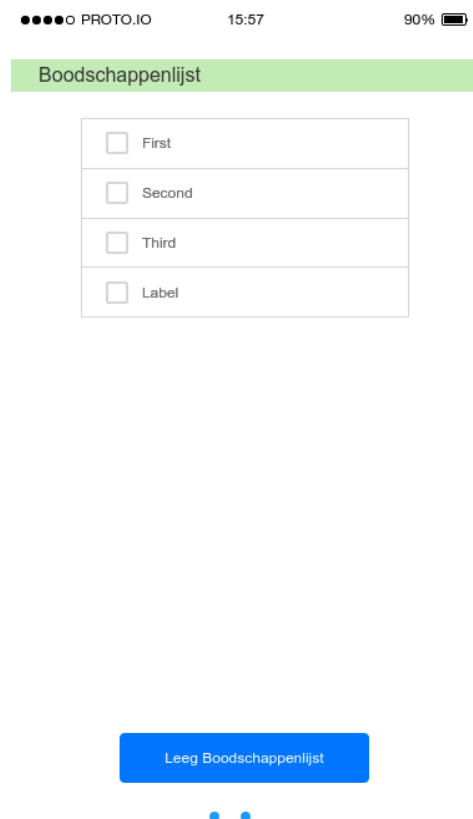 PROTO.IO 15:57 90%
Boodschappenlijst
First
Second
Third
Label
Leeg Boodschappenlijst